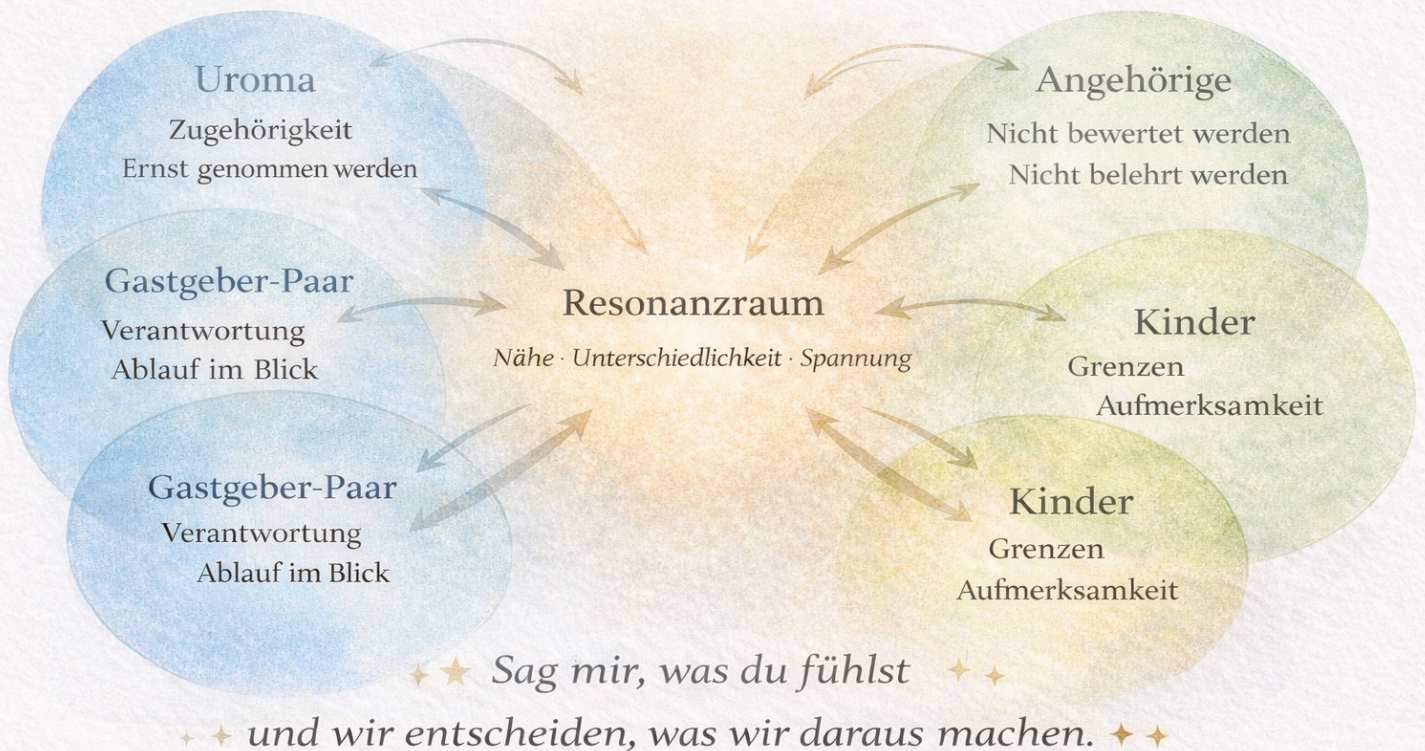 Uroma
Zugehörigkeit
Ernst genommen werden
Gastgeber-Paar
Verantwortung
Ablauf im Blick
Gastgeber-Paar
Verantwortung
Ablauf im Blick
Resonanzraum
Nähe · Unterschiedlichkeit · Spannung
Angehörige
Nicht bewertet werden
Nicht belehrt werden
Kinder
Grenzen
Aufmerksamkeit
Kinder
Grenzen
Aufmerksamkeit
Sag mir, was du fühlst
und wir entscheiden, was wir daraus machen.